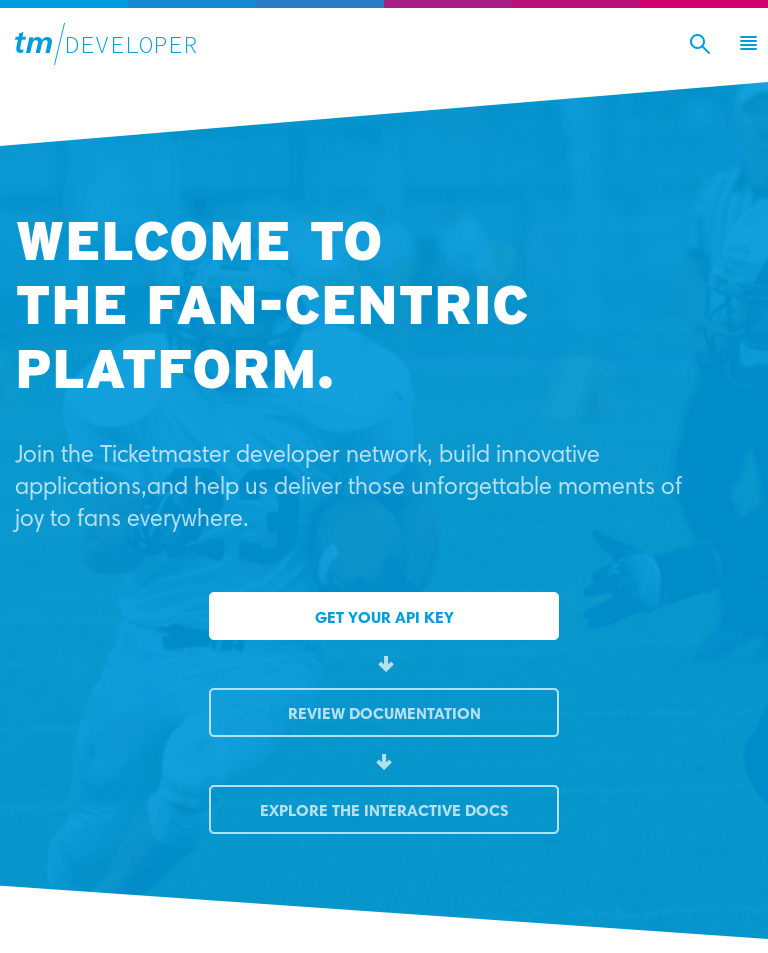 tm/DEVELOPER
WELCOME TO
THE FAN-CENTRIC
PLATFORM.
Join the Ticketmaster developer network, build innovative
applications,and help us deliver those unforgettable moments of
joy to fans everywhere.
23
GET YOUR API KEY
REVIEW DOCUMENTATION
EXPLORE THE INTERACTIVE DOCS